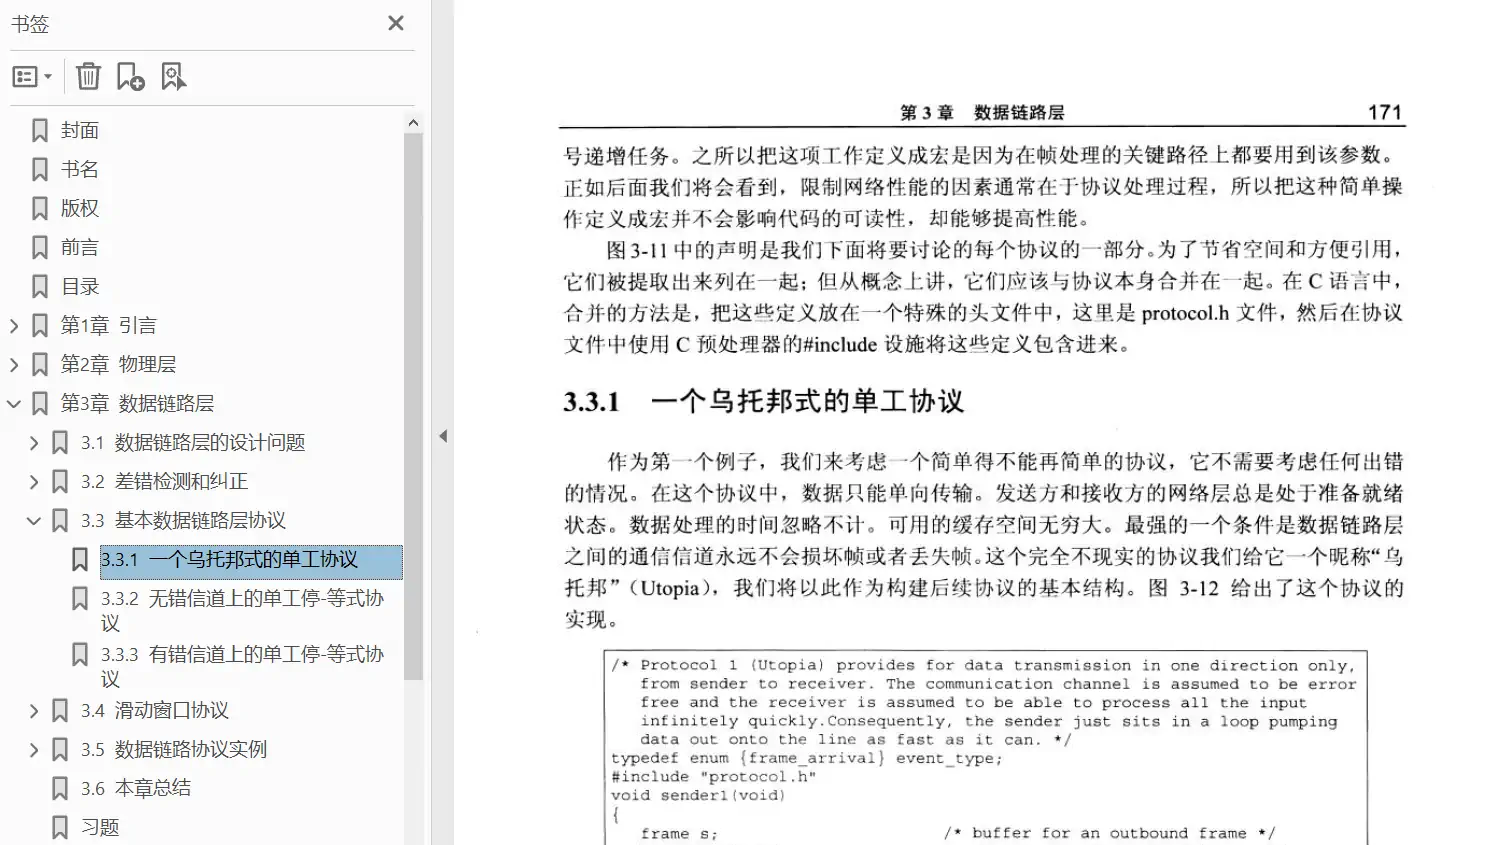 书签
封面
书名
版权
前言
目录
第1章 引言
第2章 物理层
第3章 数据链路层
3.1 数据链路层的设计问题
3.2 差错检测和纠正
3.3 基本数据链路层协议
3.3.1 一个乌托邦式的单工协议
3.3.2 无错信道上的单工停-等式协
议
3.3.3 有错信道上的单工停-等式协
议
3.4 滑动窗口协议
3.5 数据链路协议实例
3.6 本章总结
习题
第 3 章 数据链路层 171
号递增任务。之所以把这项工作定义成宏是因为在帧处理的关键路径上都要用到该参数。
正如后面我们将会看到，限制网络性能的因素通常在于协议处理过程，所以把这种简单操
作定义成宏并不会影响代码的可读性，却能够提高性能。
图 3-11 中的声明是我们下面将要讨论的每个协议的一部分。为了节省空间和方便引用，
它们被提取出来列在一起；但从概念上讲，它们应该与协议本身合并在一起。在 C 语言中，
合并的方法是，把这些定义放在一个特殊的头文件中，这里是 protocol.h 文件，然后在协议
文件中使用 C 预处理器的#include 设施将这些定义包含进来。
3.3.1 一个乌托邦式的单工协议
作为第一个例子，我们来考虑一个简单得不能再简单的协议，它不需要考虑任何出错
的情况。在这个协议中，数据只能单向传输。发送方和接收方的网络层总是处于准备就绪
状态。数据处理的时间忽略不计。可用的缓存空间无穷大。最强的一个条件是数据链路层
之间的通信信道永远不会损坏帧或者丢失帧。这个完全不现实的协议我们给它一个昵称“乌
托邦”（Utopia），我们将以此作为构建后续协议的基本结构。图 3-12 给出了这个协议的
实现。
/* Protocol 1 (Utopia) provides for data transmission in one direction only,
from sender to receiver. The communication channel is assumed to be error
free and the receiver is assumed to be able to process all the input
infinitely quickly.Consequently, the sender just sits in a loop pumping
data out onto the line as fast as it can. */
typedef enum {frame_arrival} event_type;
#include "protocol.h"
void sender1(void)
{
frame s; /* buffer for an outbound frame */